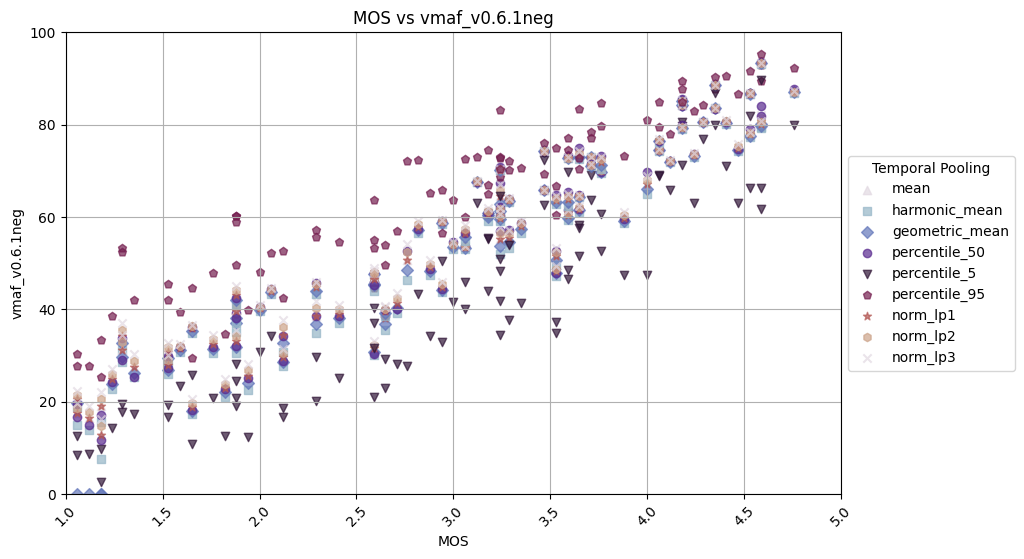 MOS vs vmaf_v0.6.1neg
100
80
60
40
20
0
vmaf_v0.6.1neg
1.0
1.5
2.0
2.5
3.0
3.5
4.0
4.5
5.0
MOS
Temporal Pooling
mean
harmonic_mean
geometric_mean
percentile_50
percentile_5
percentile_95
norm_lp1
norm_lp2
norm_lp3